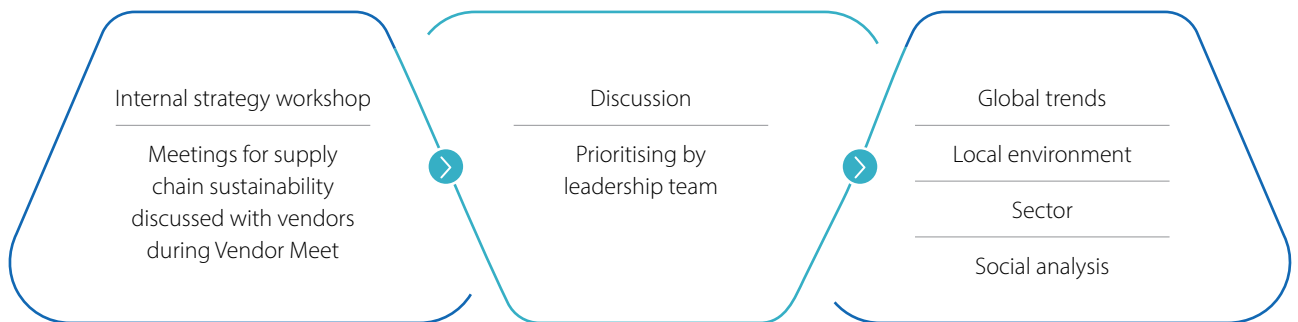 Internal strategy workshop
Meetings for supply
chain sustainability
discussed with vendors
during Vendor Meet
Discussion
Prioritising by
leadership team
Global trends
Local environment
Sector
Social analysis